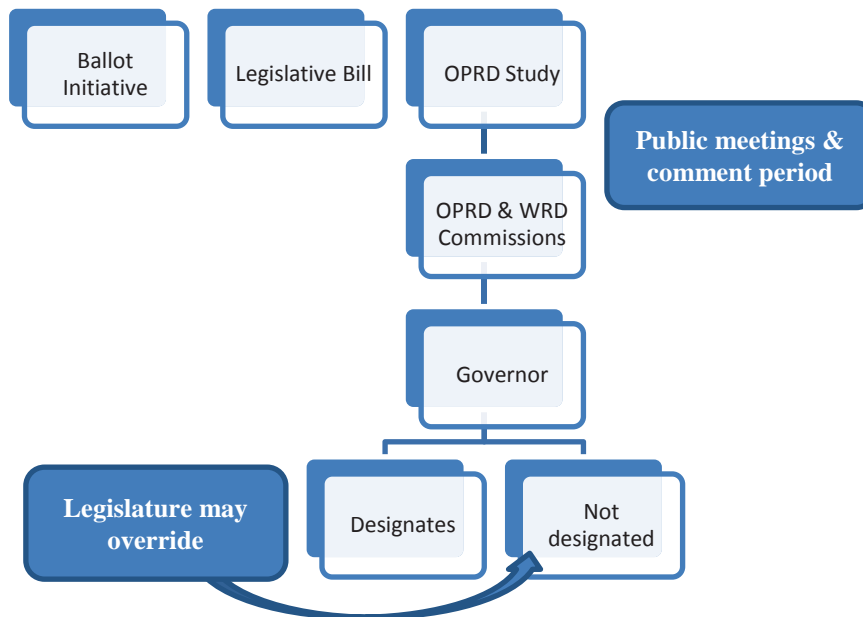 Ballot
Initiative
Legislative Bill
OPRD Study
Public meetings &
comment period
OPRD & WRD
Commissions
Governor
Legislature may
override
Designates
Not
designated